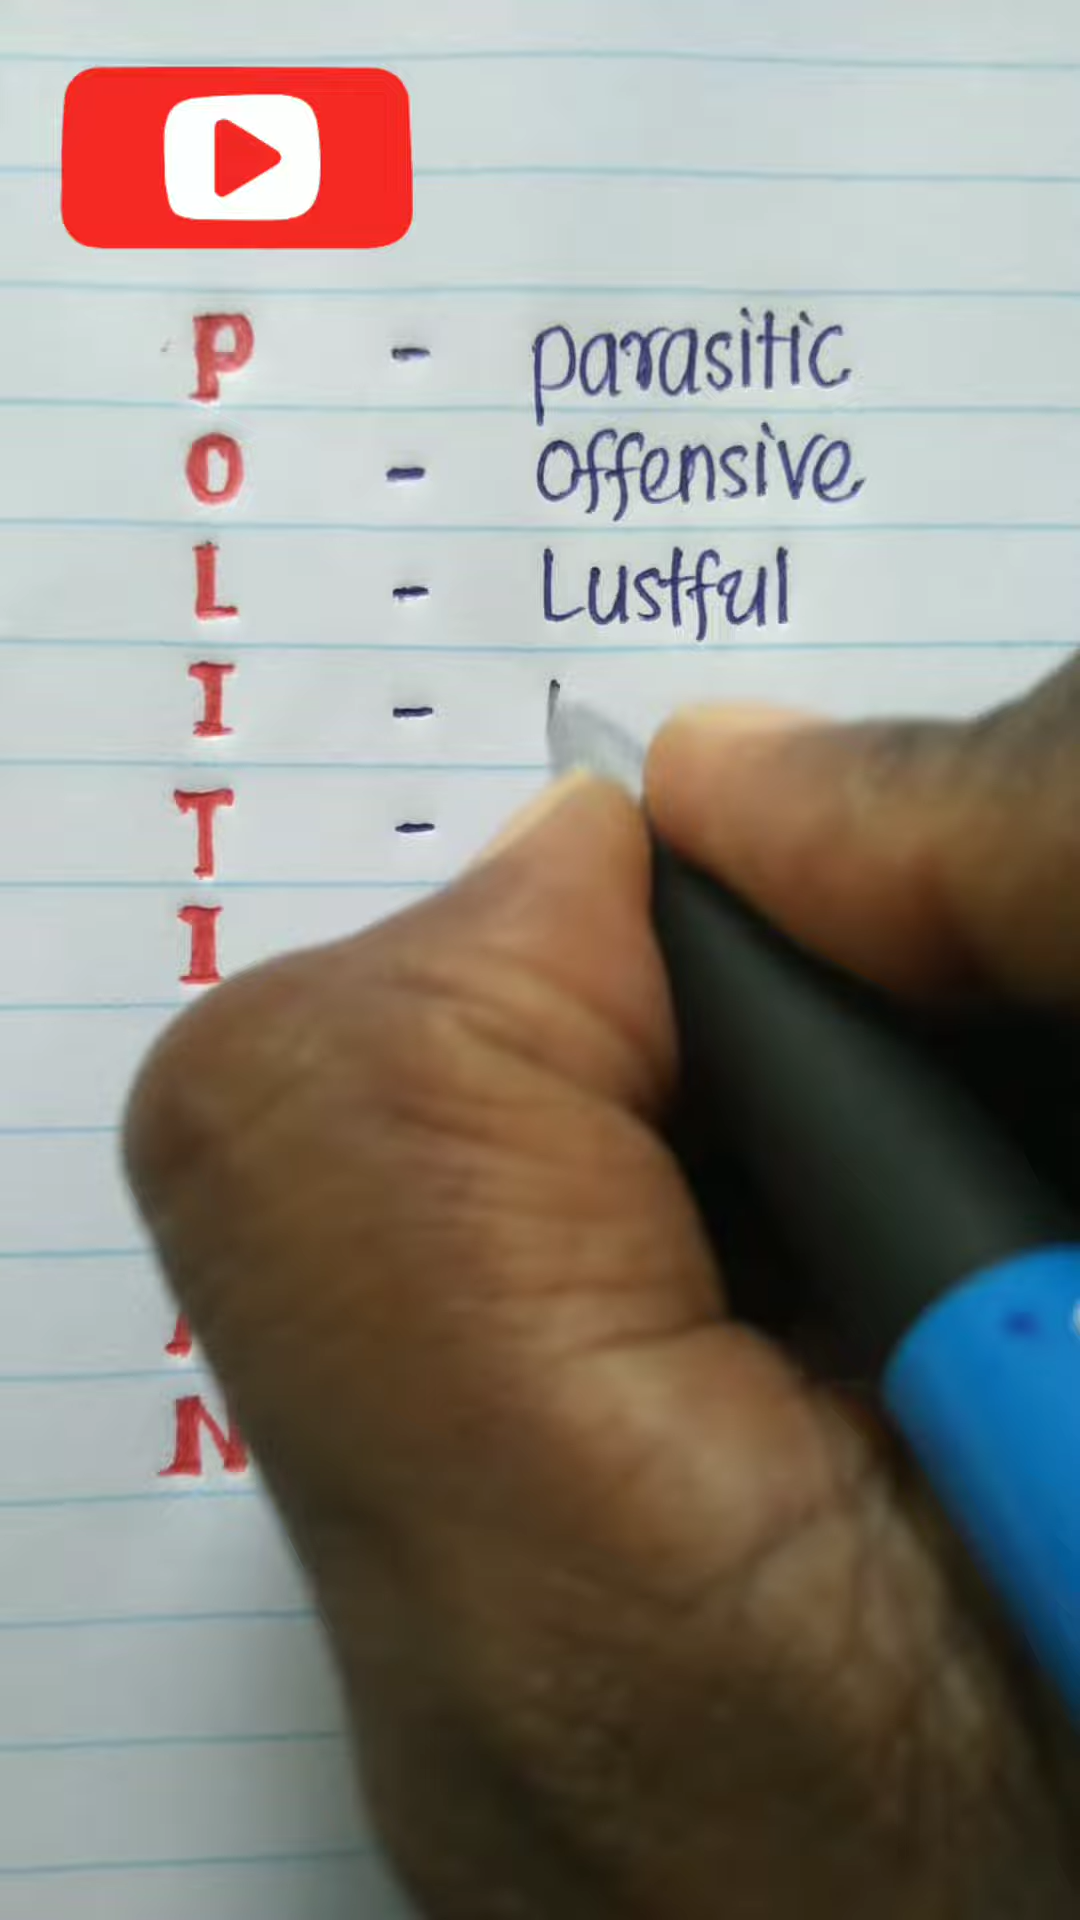 P - parasitic
O - offensive
L - Lustful
I -
T -
I
N